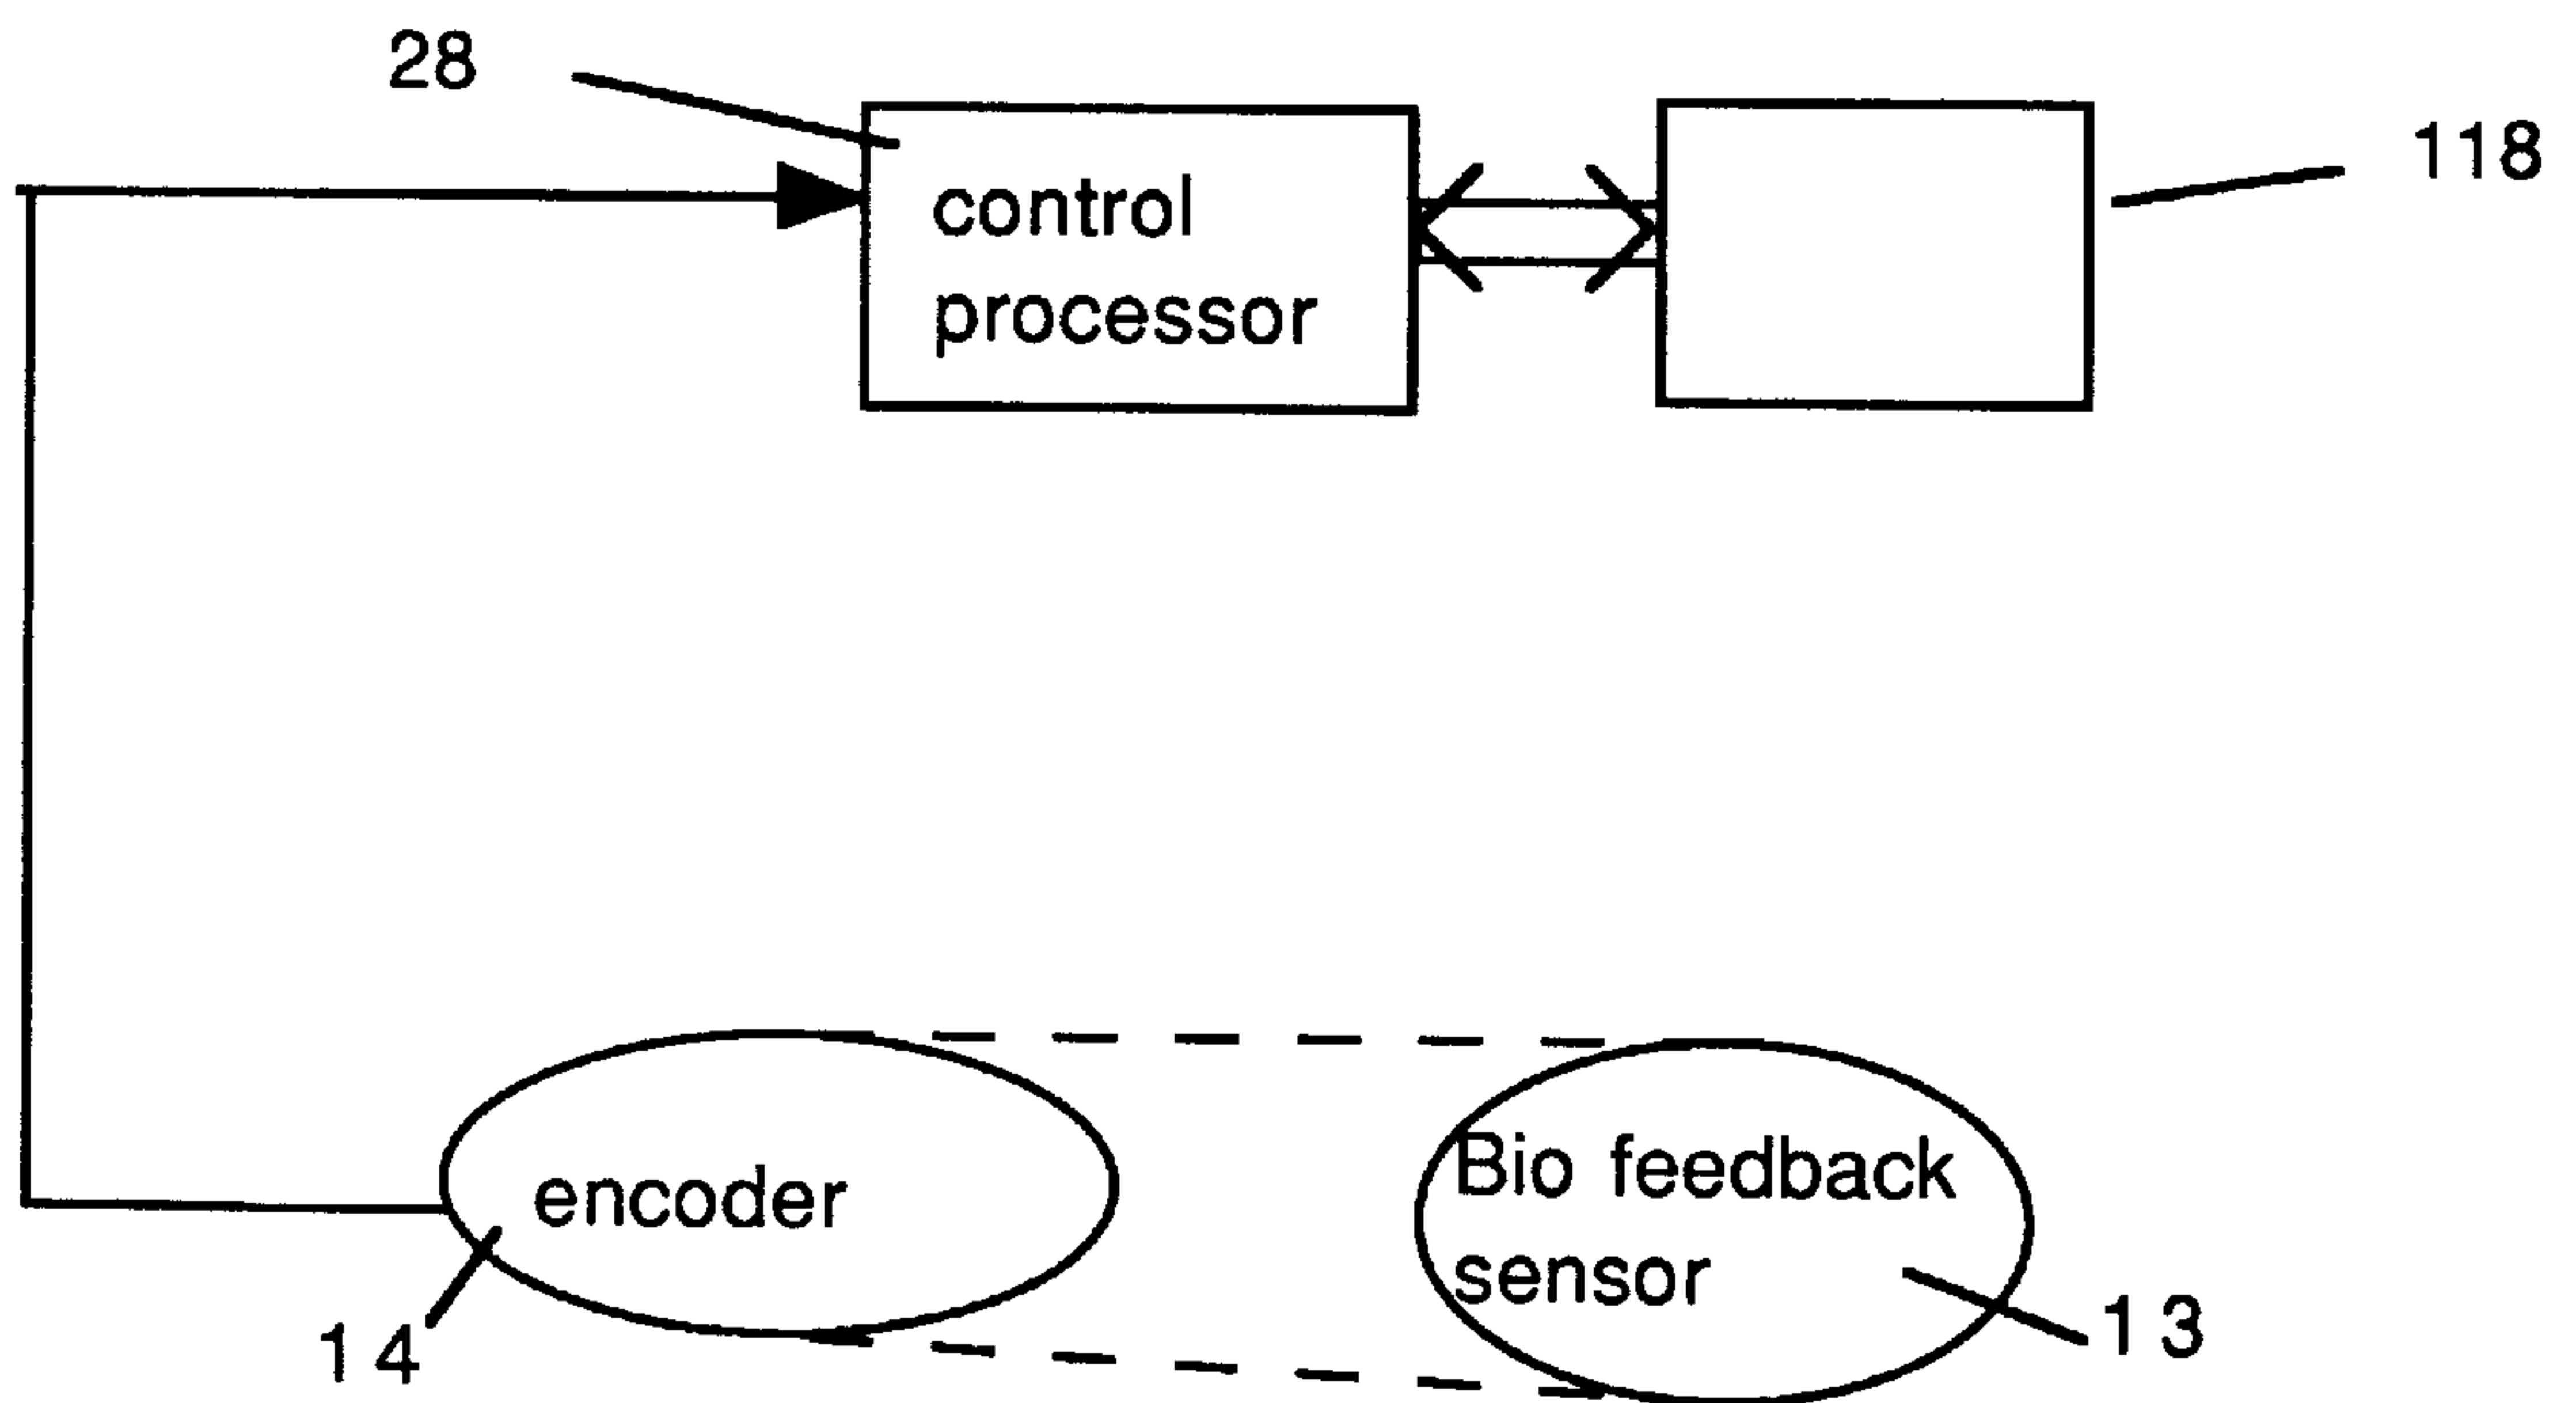 28
118
control
processor
encoder
Bio feedback
sensor
14
13